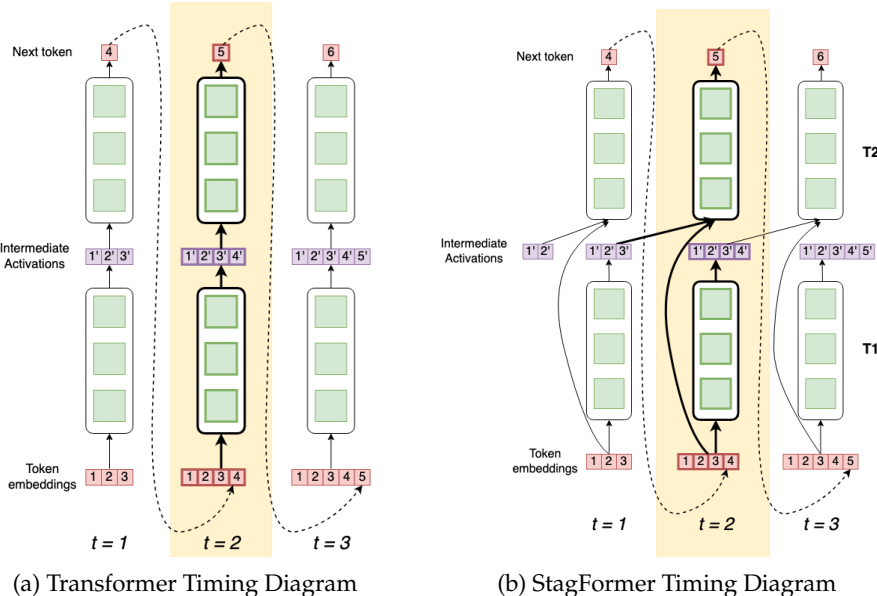 Next token
4
5
6
Intermediate
Activations
1' 2' 3'
1' 2' 3' 4'
1' 2' 3' 4' 5'
Token
embeddings
1 2 3
1 2 3 4
1 2 3 4 5
t = 1
t = 2
t = 3
(a) Transformer Timing Diagram
Next token
4
5
6
T2
Intermediate
Activations
1' 2'
1' 2' 3'
1' 2' 3' 4'
1' 2' 3' 4' 5'
T1
Token
embeddings
1 2 3
1 2 3 4
1 2 3 4 5
t = 1
t = 2
t = 3
(b) StagFormer Timing Diagram